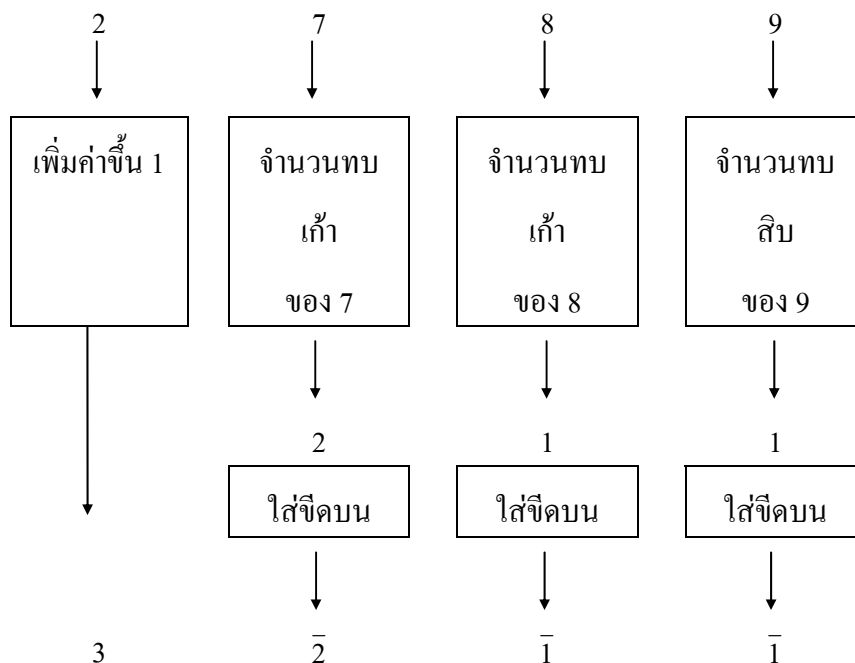 2 7 8 9
เพิ่มค่าขึ้น 1 จำนวนทบ จำนวนทบ จำนวนทบ
เก้า เก้า สิบ
ของ 7 ของ 8 ของ 9
2 1 1
ใส่ขีดบน ใส่ขีดบน ใส่ขีดบน
3 2̅ 1̅ 1̅